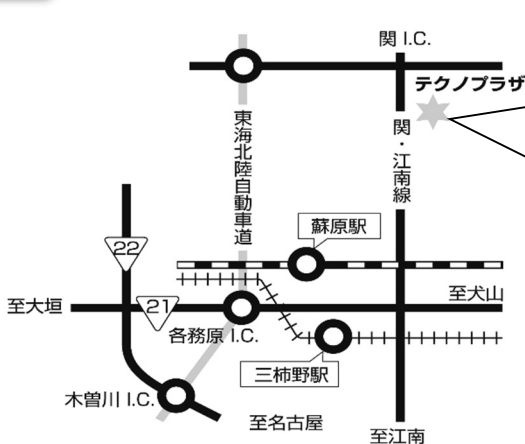 関 I.C.
テクノプラザ
東海北陸自動車道
関・江南線
蘇原駅
22
至犬山
至大垣
21
各務原 I.C.
三柿野駅
木曽川 I.C.
至名古屋
至江南